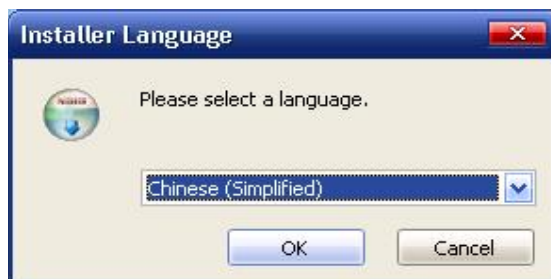 Installer Language
Please select a language.
Chinese (Simplified)
OK
Cancel